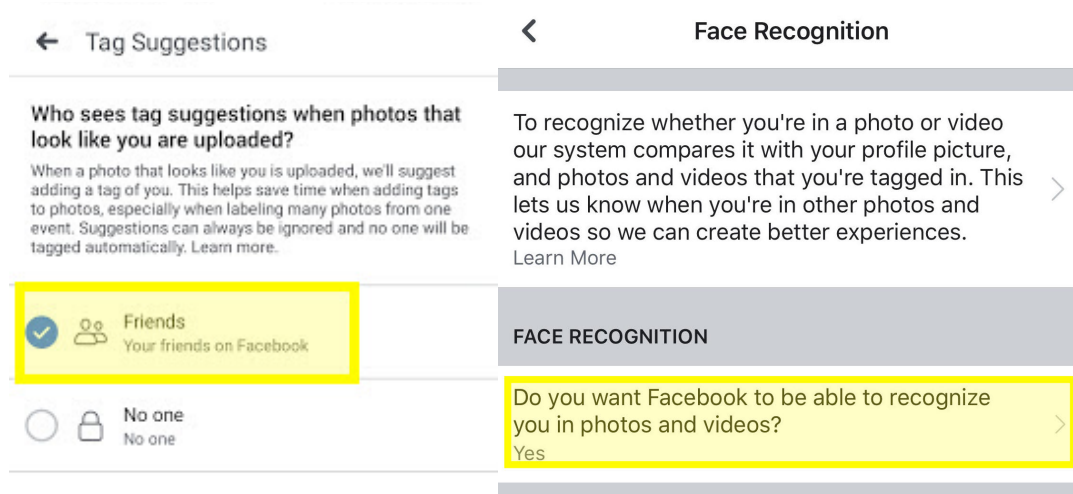 Tag Suggestions
Who sees tag suggestions when photos that
look like you are uploaded?
When a photo that looks like you is uploaded, we'll suggest
adding a tag of you. This helps save time when adding tags
to photos, especially when labeling many photos from one
event. Suggestions can always be ignored and no one will be
tagged automatically. Learn more.
Friends
Your friends on Facebook
No one
No one
Face Recognition
To recognize whether you're in a photo or video
our system compares it with your profile picture,
and photos and videos that you're tagged in. This
lets us know when you're in other photos and
videos so we can create better experiences.
Learn More
FACE RECOGNITION
Do you want Facebook to be able to recognize
you in photos and videos?
Yes